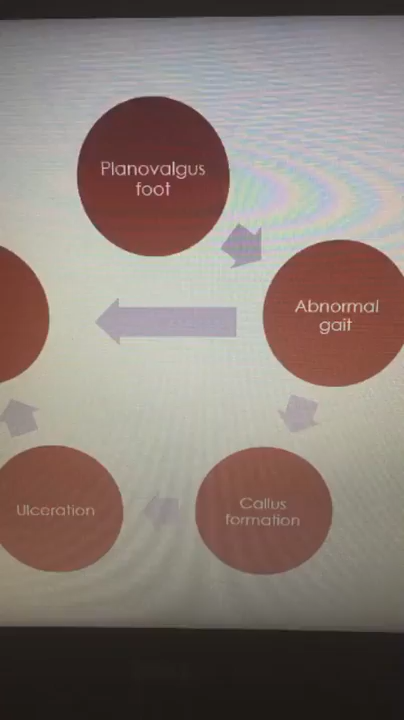 Planovalgus
foot
Abnormal
gait
Callus
formation
Ulceration